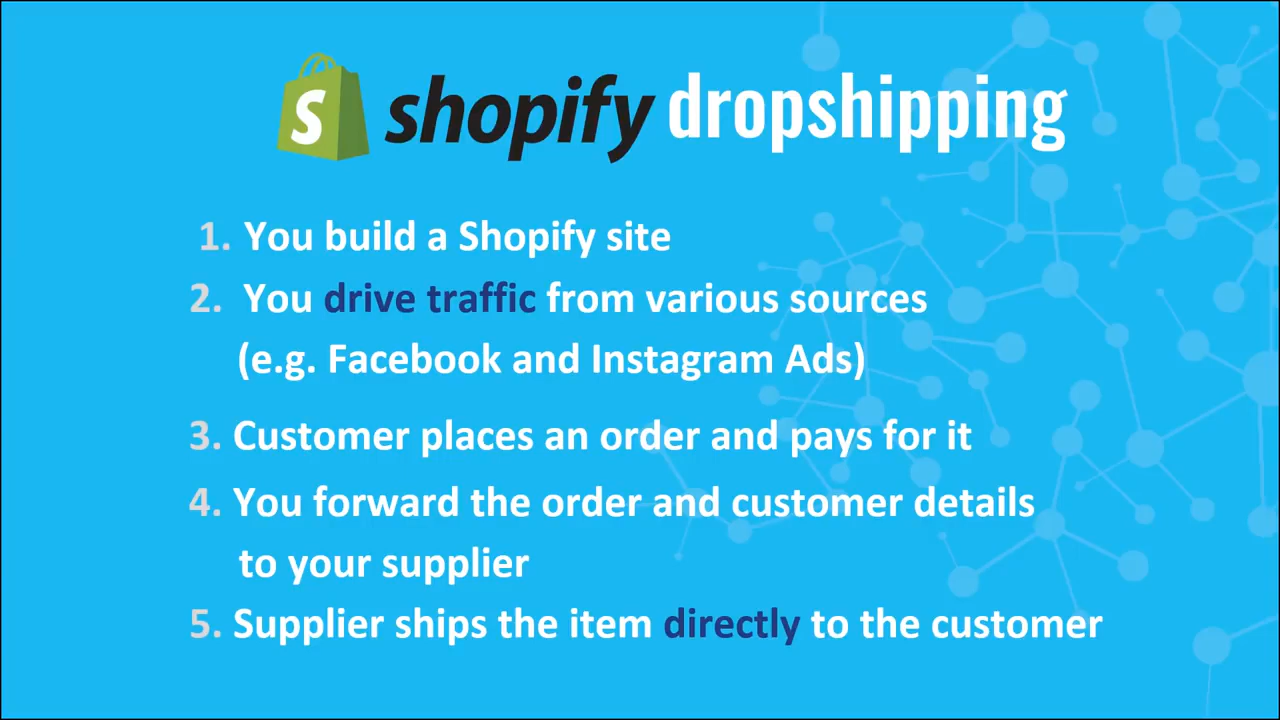 S shopify dropshipping
1. You build a Shopify site
2. You drive traffic from various sources
(e.g. Facebook and Instagram Ads)
3. Customer places an order and pays for it
4. You forward the order and customer details
to your supplier
5. Supplier ships the item directly to the customer